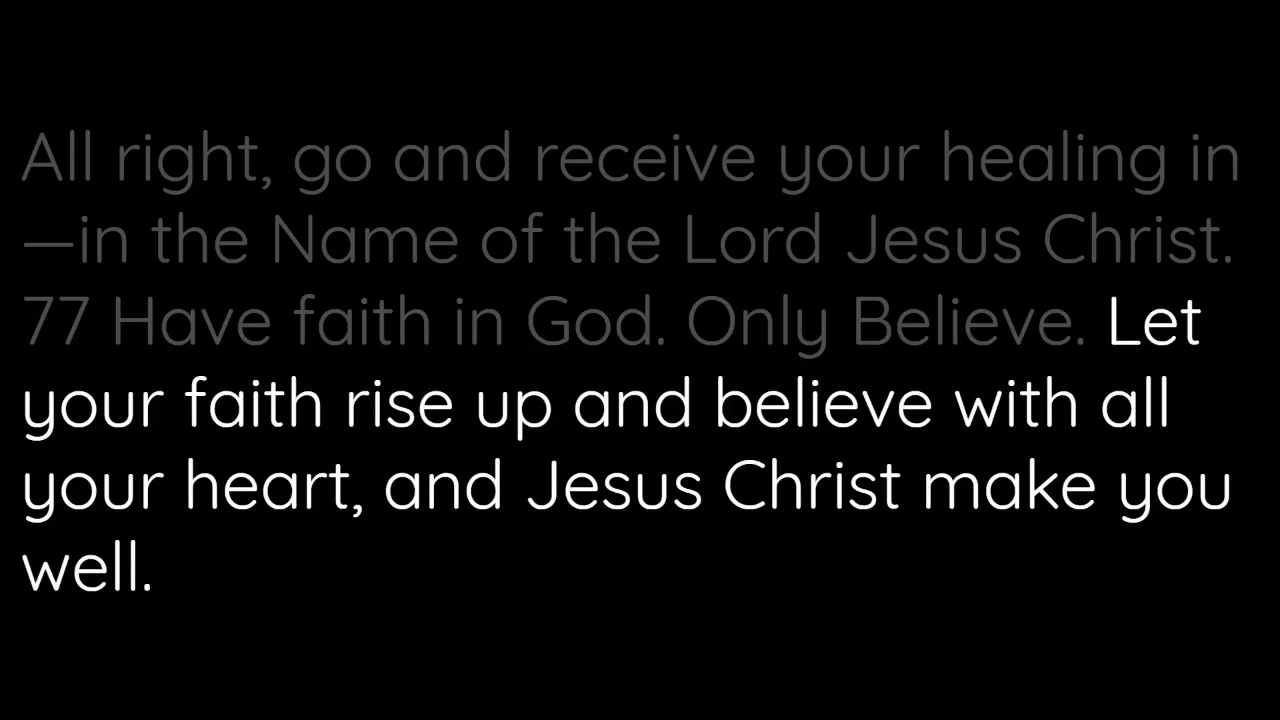 All right, go and receive your healing in
—in the Name of the Lord Jesus Christ.
77 Have faith in God. Only Believe. Let
your faith rise up and believe with all
your heart, and Jesus Christ make you
well.